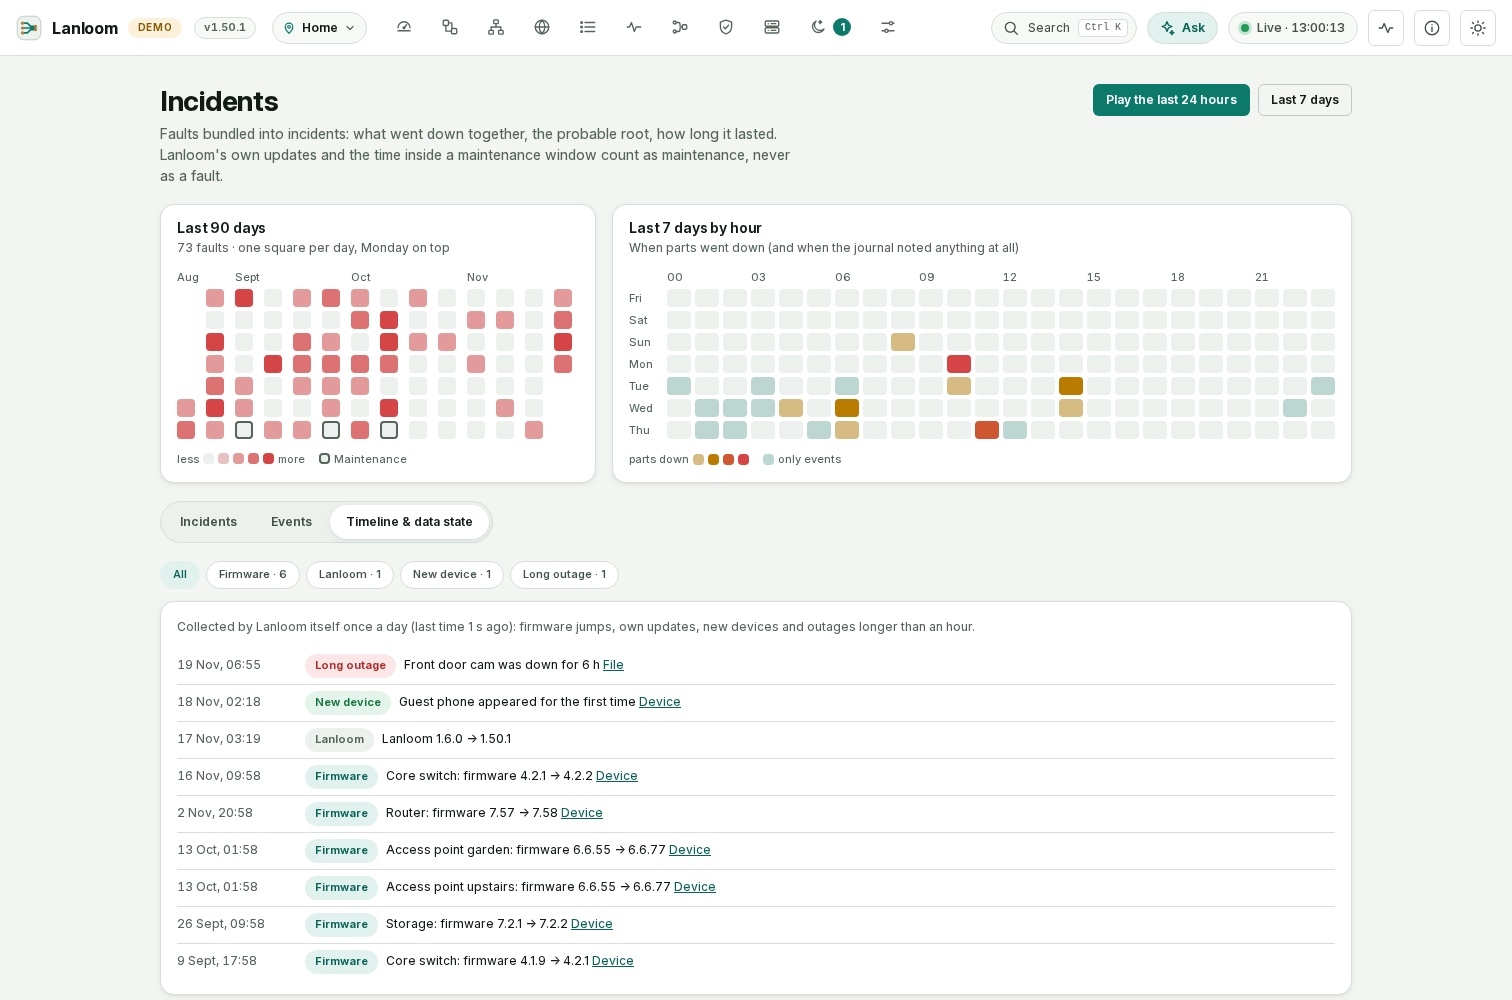 Lanloom DEMO v1.50.1 Home 1 Search Ctrl K Ask Live · 13:00:13
Incidents
Play the last 24 hours Last 7 days
Faults bundled into incidents: what went down together, the probable root, how long it lasted.
Lanloom's own updates and the time inside a maintenance window count as maintenance, never
as a fault.
Last 90 days
73 faults · one square per day, Monday on top
Aug Sept Oct Nov
less more Maintenance
Last 7 days by hour
When parts went down (and when the journal noted anything at all)
00 03 06 09 12 15 18 21
Fri
Sat
Sun
Mon
Tue
Wed
Thu
parts down only events
Incidents Events Timeline & data state
All Firmware · 6 Lanloom · 1 New device · 1 Long outage · 1
Collected by Lanloom itself once a day (last time 1 s ago): firmware jumps, own updates, new devices and outages longer than an hour.
19 Nov, 06:55 Long outage Front door cam was down for 6 h File
18 Nov, 02:18 New device Guest phone appeared for the first time Device
17 Nov, 03:19 Lanloom Lanloom 1.6.0 → 1.50.1
16 Nov, 09:58 Firmware Core switch: firmware 4.2.1 → 4.2.2 Device
2 Nov, 20:58 Firmware Router: firmware 7.57 → 7.58 Device
13 Oct, 01:58 Firmware Access point garden: firmware 6.6.55 → 6.6.77 Device
13 Oct, 01:58 Firmware Access point upstairs: firmware 6.6.55 → 6.6.77 Device
26 Sept, 09:58 Firmware Storage: firmware 7.2.1 → 7.2.2 Device
9 Sept, 17:58 Firmware Core switch: firmware 4.1.9 → 4.2.1 Device